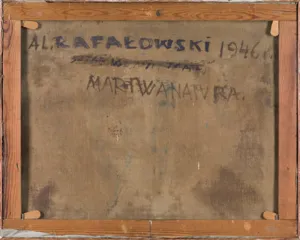 AL. RAFAŁOWSKI 1946 r.
MARTWA NATURA.